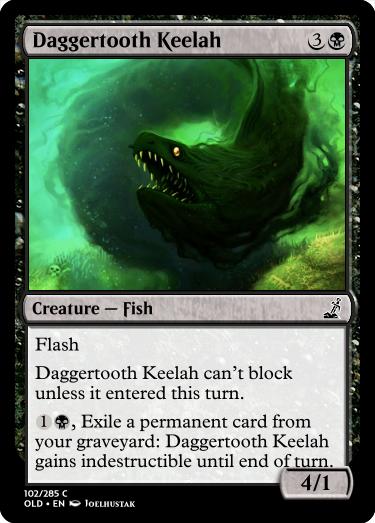 Daggertooth Keelah 3
Creature — Fish
Flash
Daggertooth Keelah can't block
unless it entered this turn.
1, Exile a permanent card from
your graveyard: Daggertooth Keelah
gains indestructible until end of turn.
4/1
102/285 C
OLD • EN Joelhustak